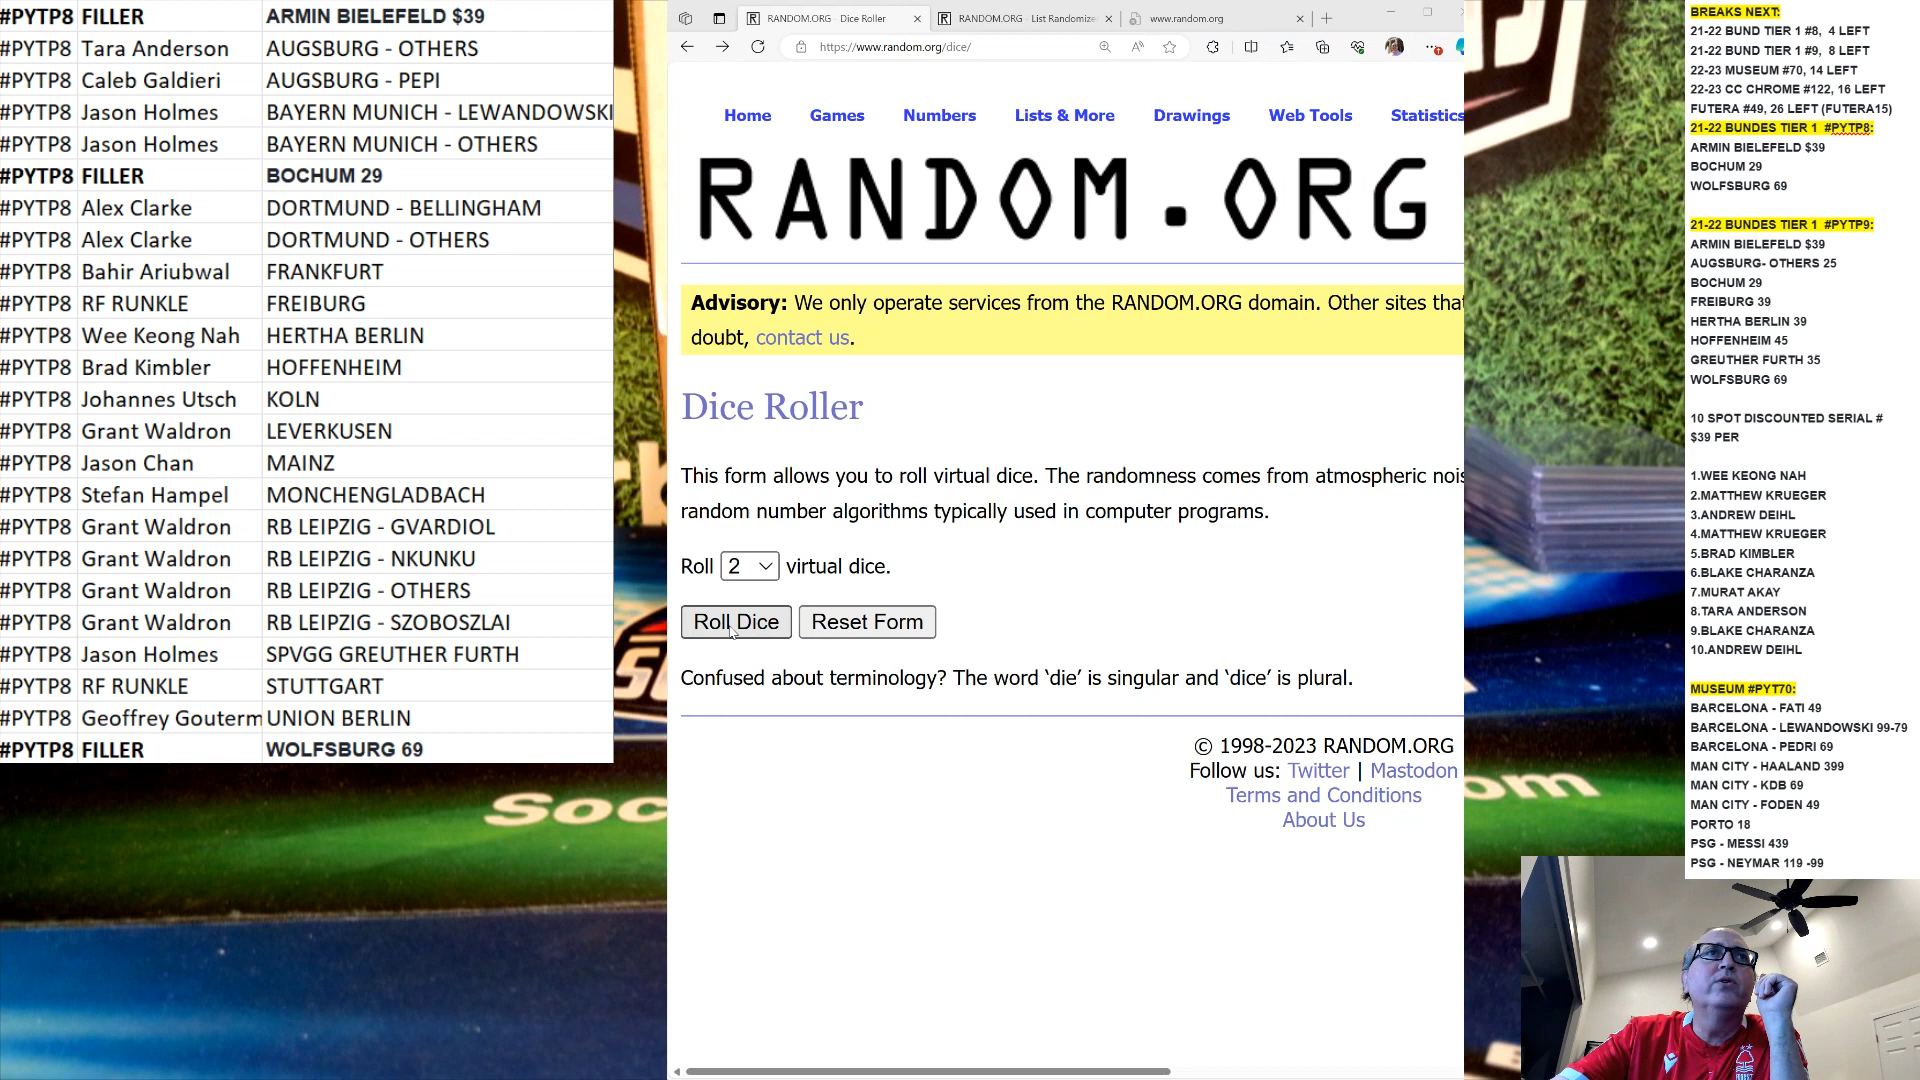 #PYTP8 FILLER ARMIN BIELEFELD $39
#PYTP8 Tara Anderson AUGSBURG - OTHERS
#PYTP8 Caleb Galdieri AUGSBURG - PEPI
#PYTP8 Jason Holmes BAYERN MUNICH - LEWANDOWSKI
#PYTP8 Jason Holmes BAYERN MUNICH - OTHERS
#PYTP8 FILLER BOCHUM 29
#PYTP8 Alex Clarke DORTMUND - BELLINGHAM
#PYTP8 Alex Clarke DORTMUND - OTHERS
#PYTP8 Bahir Ariubwal FRANKFURT
#PYTP8 RF RUNKLE FREIBURG
#PYTP8 Wee Keong Nah HERTHA BERLIN
#PYTP8 Brad Kimbler HOFFENHEIM
#PYTP8 Johannes Utsch KOLN
#PYTP8 Grant Waldron LEVERKUSEN
#PYTP8 Jason Chan MAINZ
#PYTP8 Stefan Hampel MONCHENGLADBACH
#PYTP8 Grant Waldron RB LEIPZIG - GVARDIOL
#PYTP8 Grant Waldron RB LEIPZIG - NKUNKU
#PYTP8 Grant Waldron RB LEIPZIG - OTHERS
#PYTP8 Grant Waldron RB LEIPZIG - SZOBOSZLAI
#PYTP8 Jason Holmes SPVGG GREUTHER FURTH
#PYTP8 RF RUNKLE STUTTGART
#PYTP8 Geoffrey Gouterm UNION BERLIN
#PYTP8 FILLER WOLFSBURG 69
Soc
om
RANDOM.ORG - Dice Roller
RANDOM.ORG - List Randomize
www.random.org
https://www.random.org/dice/
Home Games Numbers Lists & More Drawings Web Tools Statistics
RANDOM.ORG
Advisory: We only operate services from the RANDOM.ORG domain. Other sites that
doubt, contact us.
Dice Roller
This form allows you to roll virtual dice. The randomness comes from atmospheric nois
random number algorithms typically used in computer programs.
Roll 2 virtual dice.
Roll Dice Reset Form
Confused about terminology? The word ‘die’ is singular and ‘dice’ is plural.
© 1998-2023 RANDOM.ORG
Follow us: Twitter | Mastodon
Terms and Conditions
About Us
BREAKS NEXT:
21-22 BUND TIER 1 #8, 4 LEFT
21-22 BUND TIER 1 #9, 8 LEFT
22-23 MUSEUM #70, 14 LEFT
22-23 CC CHROME #122, 16 LEFT
FUTERA #49, 26 LEFT (FUTERA15)
21-22 BUNDES TIER 1 #PYTP8:
ARMIN BIELEFELD $39
BOCHUM 29
WOLFSBURG 69
21-22 BUNDES TIER 1 #PYTP9:
ARMIN BIELEFELD $39
AUGSBURG- OTHERS 25
BOCHUM 29
FREIBURG 39
HERTHA BERLIN 39
HOFFENHEIM 45
GREUTHER FURTH 35
WOLFSBURG 69
10 SPOT DISCOUNTED SERIAL #
$39 PER
1.WEE KEONG NAH
2.MATTHEW KRUEGER
3.ANDREW DEIHL
4.MATTHEW KRUEGER
5.BRAD KIMBLER
6.BLAKE CHARANZA
7.MURAT AKAY
8.TARA ANDERSON
9.BLAKE CHARANZA
10.ANDREW DEIHL
MUSEUM #PYT70:
BARCELONA - FATI 49
BARCELONA - LEWANDOWSKI 99-79
BARCELONA - PEDRI 69
MAN CITY - HAALAND 399
MAN CITY - KDB 69
MAN CITY - FODEN 49
PORTO 18
PSG - MESSI 439
PSG - NEYMAR 119 -99